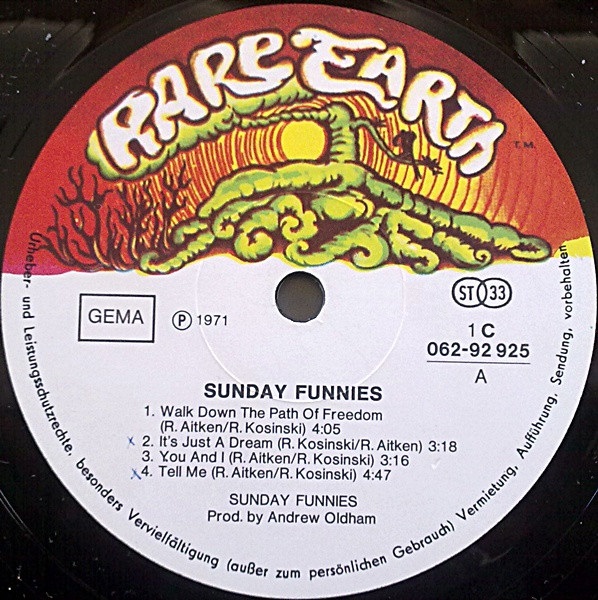 RARE EARTH
T.M.
GEMA
Ⓟ 1971
ST 33
1 C
062-92 925
A
SUNDAY FUNNIES
1. Walk Down The Path Of Freedom
(R. Aitken/R. Kosinski) 4:05
x 2. It's Just A Dream (R. Kosinski/R. Aitken) 3:18
3. You And I (R. Aitken/R. Kosinski) 3:16
x 4. Tell Me (R. Aitken/R. Kosinski) 4:47
SUNDAY FUNNIES
Prod. by Andrew Oldham
Urheber- und Leistungsschutzrechte, besonders Vervielfältigung (außer zum persönlichen Gebrauch) Vermietung, Aufführung, Sendung, vorbehalten